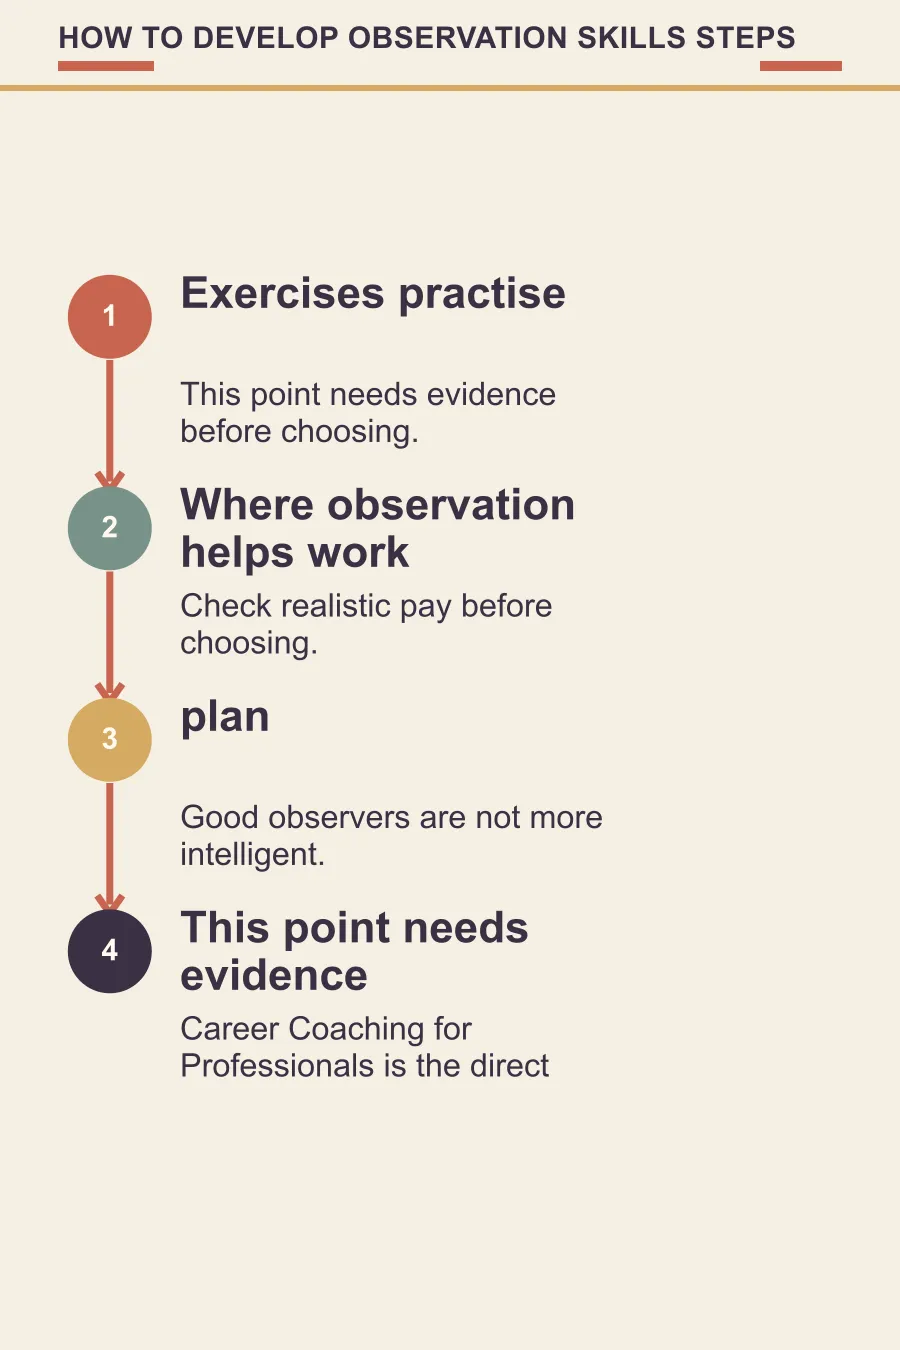 HOW TO DEVELOP OBSERVATION SKILLS STEPS
1
Exercises practise
This point needs evidence
before choosing.
2
Where observation
helps work
Check realistic pay before
choosing.
3
plan
Good observers are not more
intelligent.
4
This point needs
evidence
Career Coaching for
Professionals is the direct